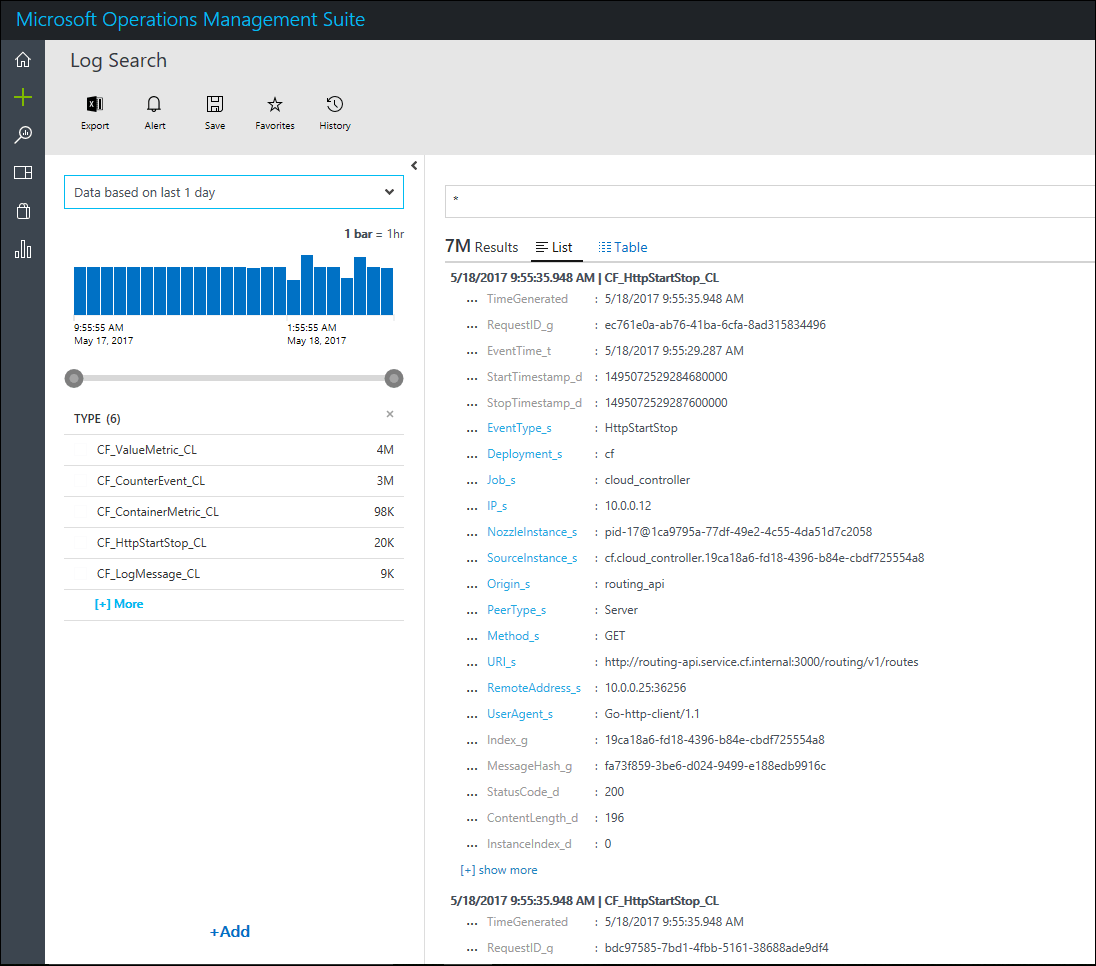 Microsoft Operations Management Suite
Log Search
Export Alert Save Favorites History
Data based on last 1 day
1 bar = 1hr
9:55:55 AM
May 17, 2017
1:55:55 AM
May 18, 2017
TYPE (6) ×
CF_ValueMetric_CL 4M
CF_CounterEvent_CL 3M
CF_ContainerMetric_CL 98K
CF_HttpStartStop_CL 20K
CF_LogMessage_CL 9K
[+] More
+Add
*
7M Results List Table
5/18/2017 9:55:35.948 AM | CF_HttpStartStop_CL
... TimeGenerated : 5/18/2017 9:55:35.948 AM
... RequestID_g : ec761e0a-ab76-41ba-6cfa-8ad315834496
... EventTime_t : 5/18/2017 9:55:29.287 AM
... StartTimestamp_d : 1495072529284680000
... StopTimestamp_d : 1495072529287600000
... EventType_s : HttpStartStop
... Deployment_s : cf
... Job_s : cloud_controller
... IP_s : 10.0.0.12
... NozzleInstance_s : pid-17@1ca9795a-77df-49e2-4c55-4da51d7c2058
... SourceInstance_s : cf.cloud_controller.19ca18a6-fd18-4396-b84e-cbdf725554a8
... Origin_s : routing_api
... PeerType_s : Server
... Method_s : GET
... URI_s : http://routing-api.service.cf.internal:3000/routing/v1/routes
... RemoteAddress_s : 10.0.0.25:36256
... UserAgent_s : Go-http-client/1.1
... Index_g : 19ca18a6-fd18-4396-b84e-cbdf725554a8
... MessageHash_g : fa73f859-3be6-d024-9499-e188edb9916c
... StatusCode_d : 200
... ContentLength_d : 196
... InstanceIndex_d : 0
[+] show more
5/18/2017 9:55:35.948 AM | CF_HttpStartStop_CL
... TimeGenerated : 5/18/2017 9:55:35.948 AM
... RequestID_g : bdc97585-7bd1-4fbb-5161-38688ade9df4